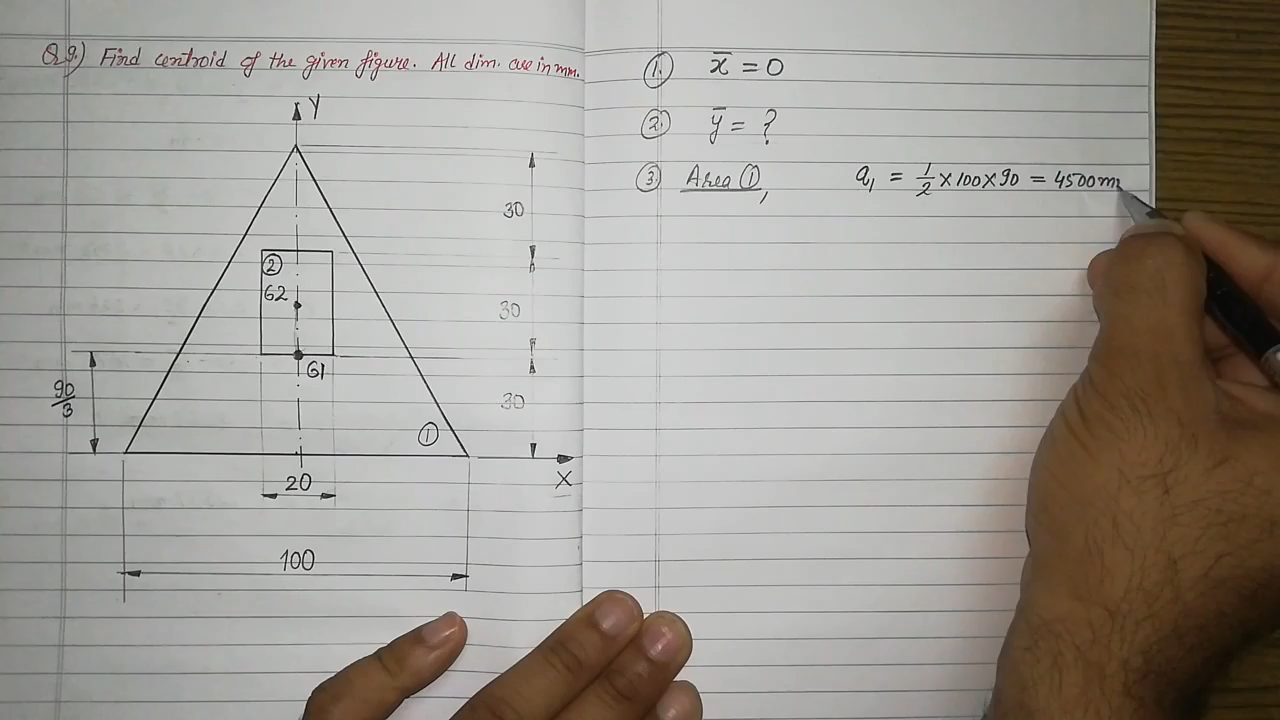 Q 9.) Find centroid of the given figure. All dim. are in mm.
Y
30
②
G2
30
G1
90/3
30
①
20
X
100
① x̄ = 0
② ȳ = ?
③ Area ①, a₁ = 1/2 × 100 × 90 = 4500 mm